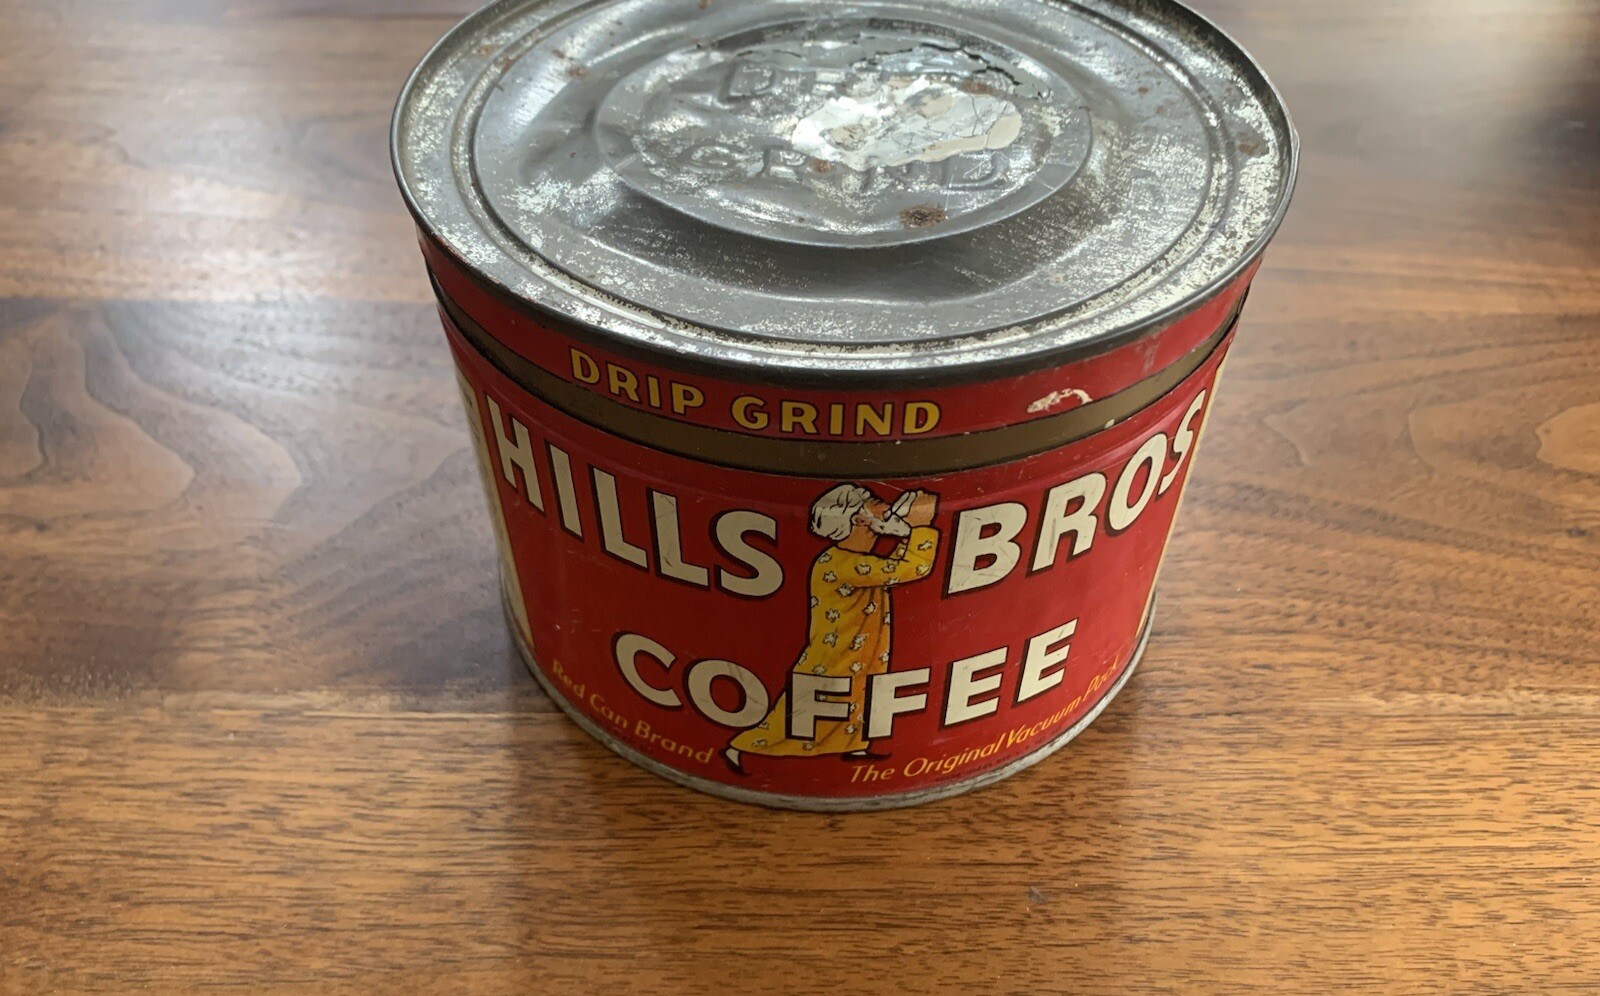 DRIP GRIND
HILLS BROS
COFFEE
Red Can Brand
The Original Vacuum Pack